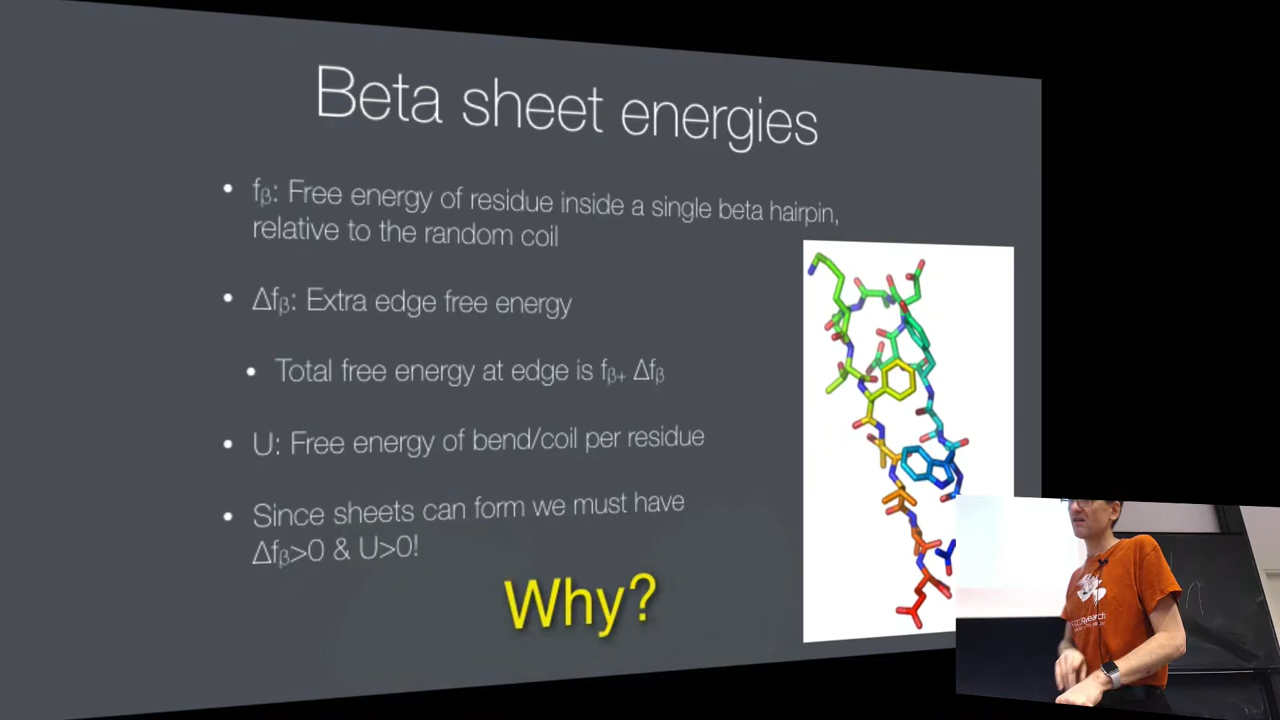 Beta sheet energies
• fβ: Free energy of residue inside a single beta hairpin,
relative to the random coil
• Δfβ: Extra edge free energy
• Total free energy at edge is fβ+ Δfβ
• U: Free energy of bend/coil per residue
• Since sheets can form we must have
Δfβ>0 & U>0!
Why?